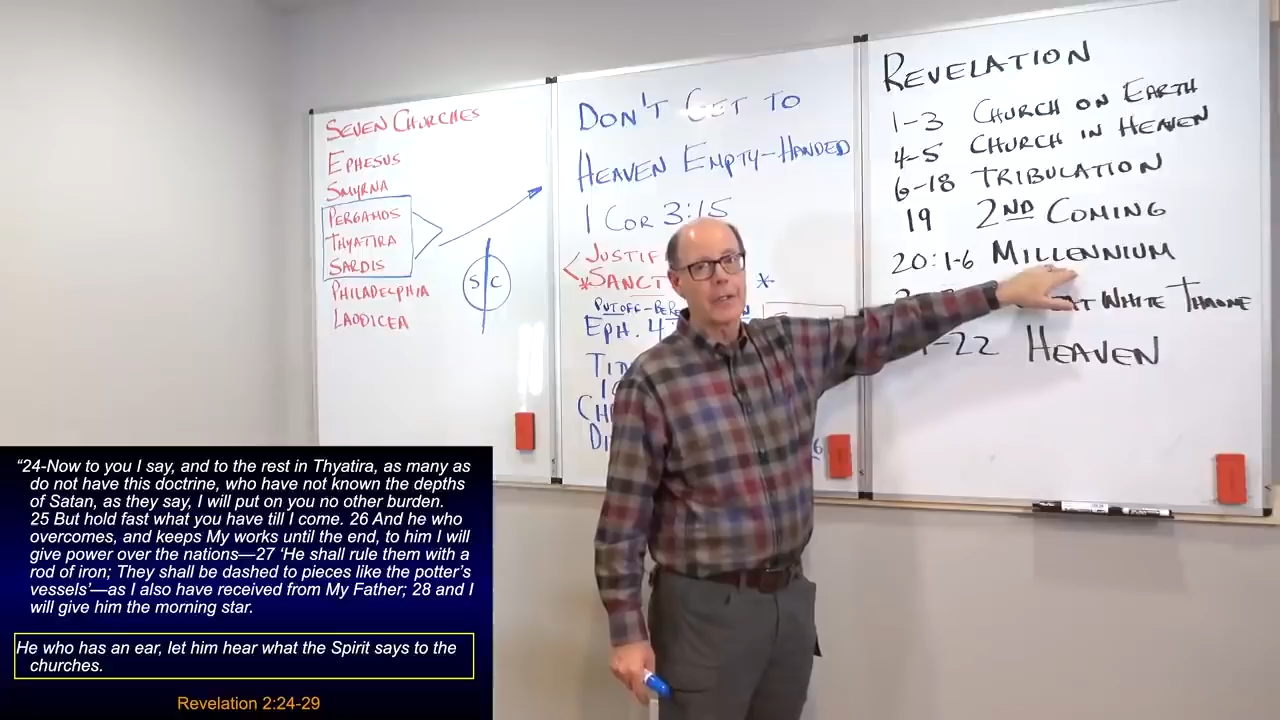 SEVEN CHURCHES
EPHESUS
SMYRNA
PERGAMOS
THYATIRA
SARDIS
PHILADELPHIA
LAODICEA
S C
DON'T GET TO
HEAVEN EMPTY-HANDED
1 COR 3:15
*
EPH. 4
REVELATION
1-3 CHURCH ON EARTH
4-5 CHURCH IN HEAVEN
6-18 TRIBULATION
19 2ND COMING
20:1-6 MILLENNIUM
WHITE THRONE
-22 HEAVEN
“24-Now to you I say, and to the rest in Thyatira, as many as
do not have this doctrine, who have not known the depths
of Satan, as they say, I will put on you no other burden.
25 But hold fast what you have till I come. 26 And he who
overcomes, and keeps My works until the end, to him I will
give power over the nations—27 ‘He shall rule them with a
rod of iron; They shall be dashed to pieces like the potter’s
vessels’—as I also have received from My Father; 28 and I
will give him the morning star.
He who has an ear, let him hear what the Spirit says to the
churches.
Revelation 2:24-29